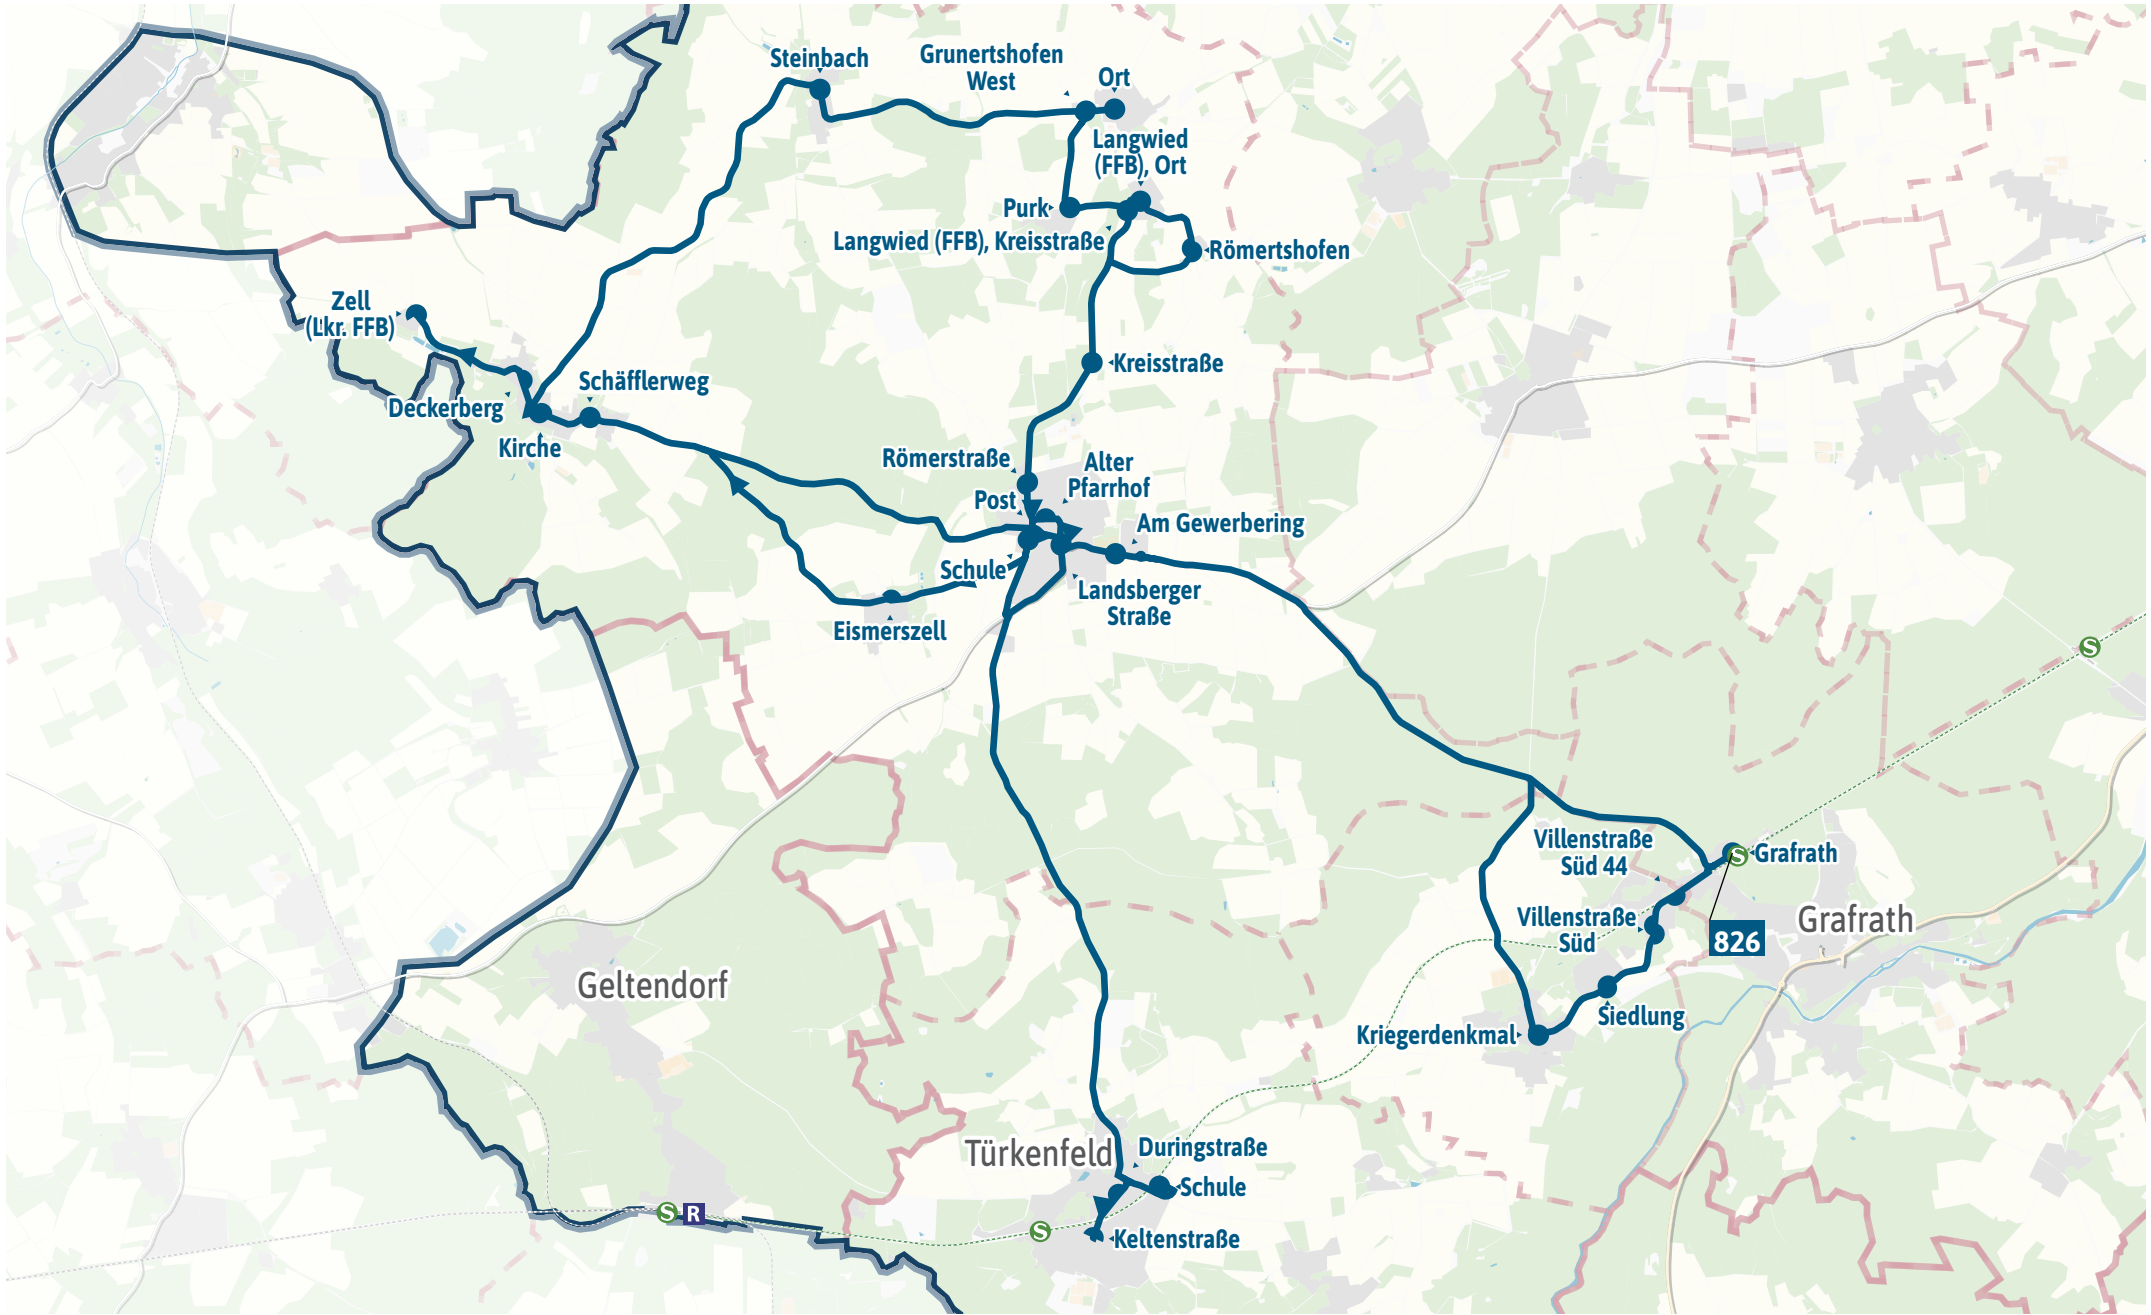 Steinbach
Grunertshofen
West
Ort
Langwied
(FFB), Ort
Purk
Langwied (FFB), Kreisstraße
Römertshofen
Zell
(Lkr. FFB)
Schäfflerweg
Kreisstraße
Deckerberg
Kirche
Römerstraße
Alter
Pfarrhof
Post
Am Gewerbering
Schule
Landsberger
Straße
Eismerszell
S
Villenstraße
Süd 44
S
Grafrath
Villenstraße
Süd
826
Grafrath
Geltendorf
Siedlung
Kriegerdenkmal
Türkenfeld
Duringstraße
Schule
S
R
S
Keltenstraße